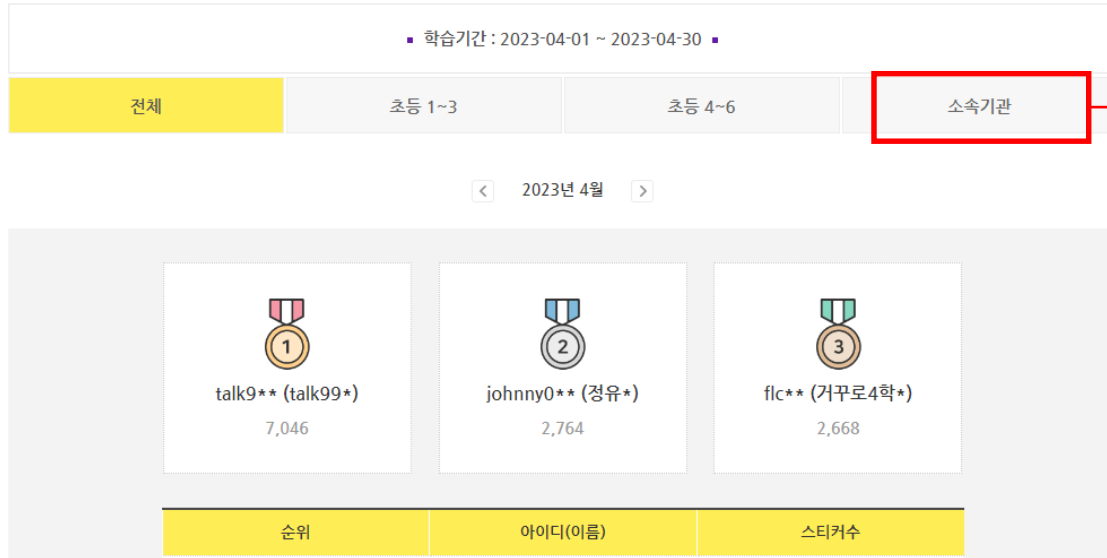 ▪ 학습기간 : 2023-04-01 ~ 2023-04-30 ▪
전체 초등 1~3 초등 4~6 소속기관
< 2023년 4월 >
1 2 3
talk9** (talk99*) johnny0** (정유*) flc** (거꾸로4학*)
7,046 2,764 2,668
순위 아이디(이름) 스티커수